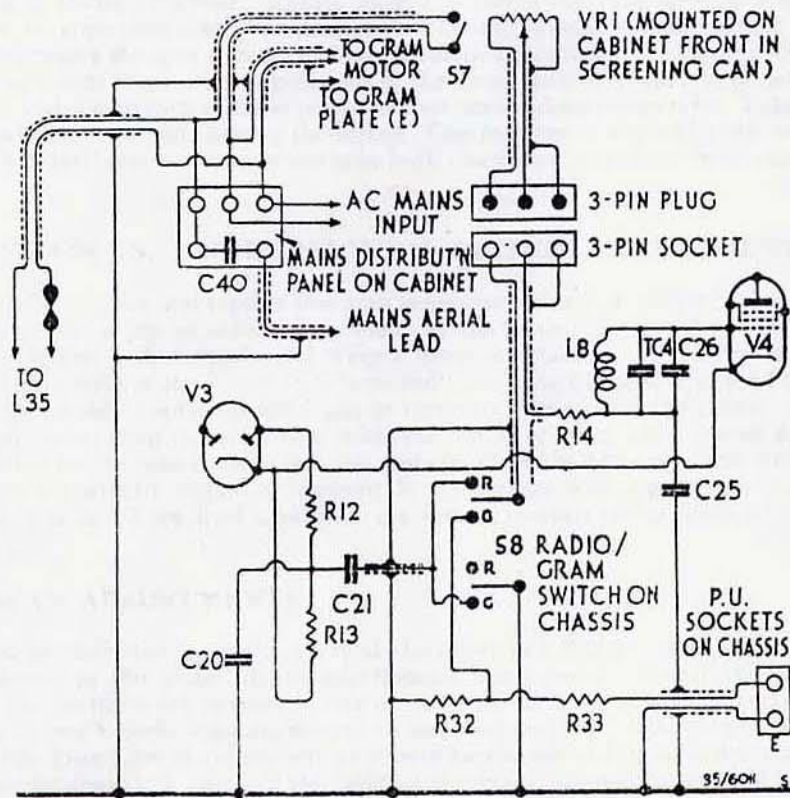 TO GRAM
MOTOR
TO GRAM
PLATE (E)
S7
VR1 (MOUNTED ON
CABINET FRONT IN
SCREENING CAN)
AC MAINS
INPUT
3-PIN PLUG
C40
MAINS DISTRIBUT'N
PANEL ON CABINET
3-PIN SOCKET
MAINS AERIAL
LEAD
TO
L35
V3
L8
TC4
C26
V4
R14
R12
R
G
C25
S8 RADIO/
GRAM
SWITCH ON
CHASSIS
R
G
C21
R13
C20
P.U.
SOCKETS
ON CHASSIS
R32
R33
E
S